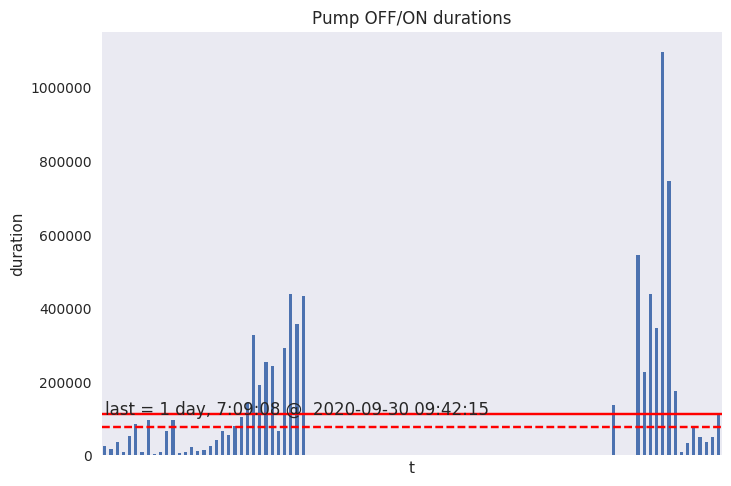 Pump OFF/ON durations
1000000
800000
600000
400000
200000
0
duration
last = 1 day, 7:09:08 @ 2020-09-30 09:42:15
t